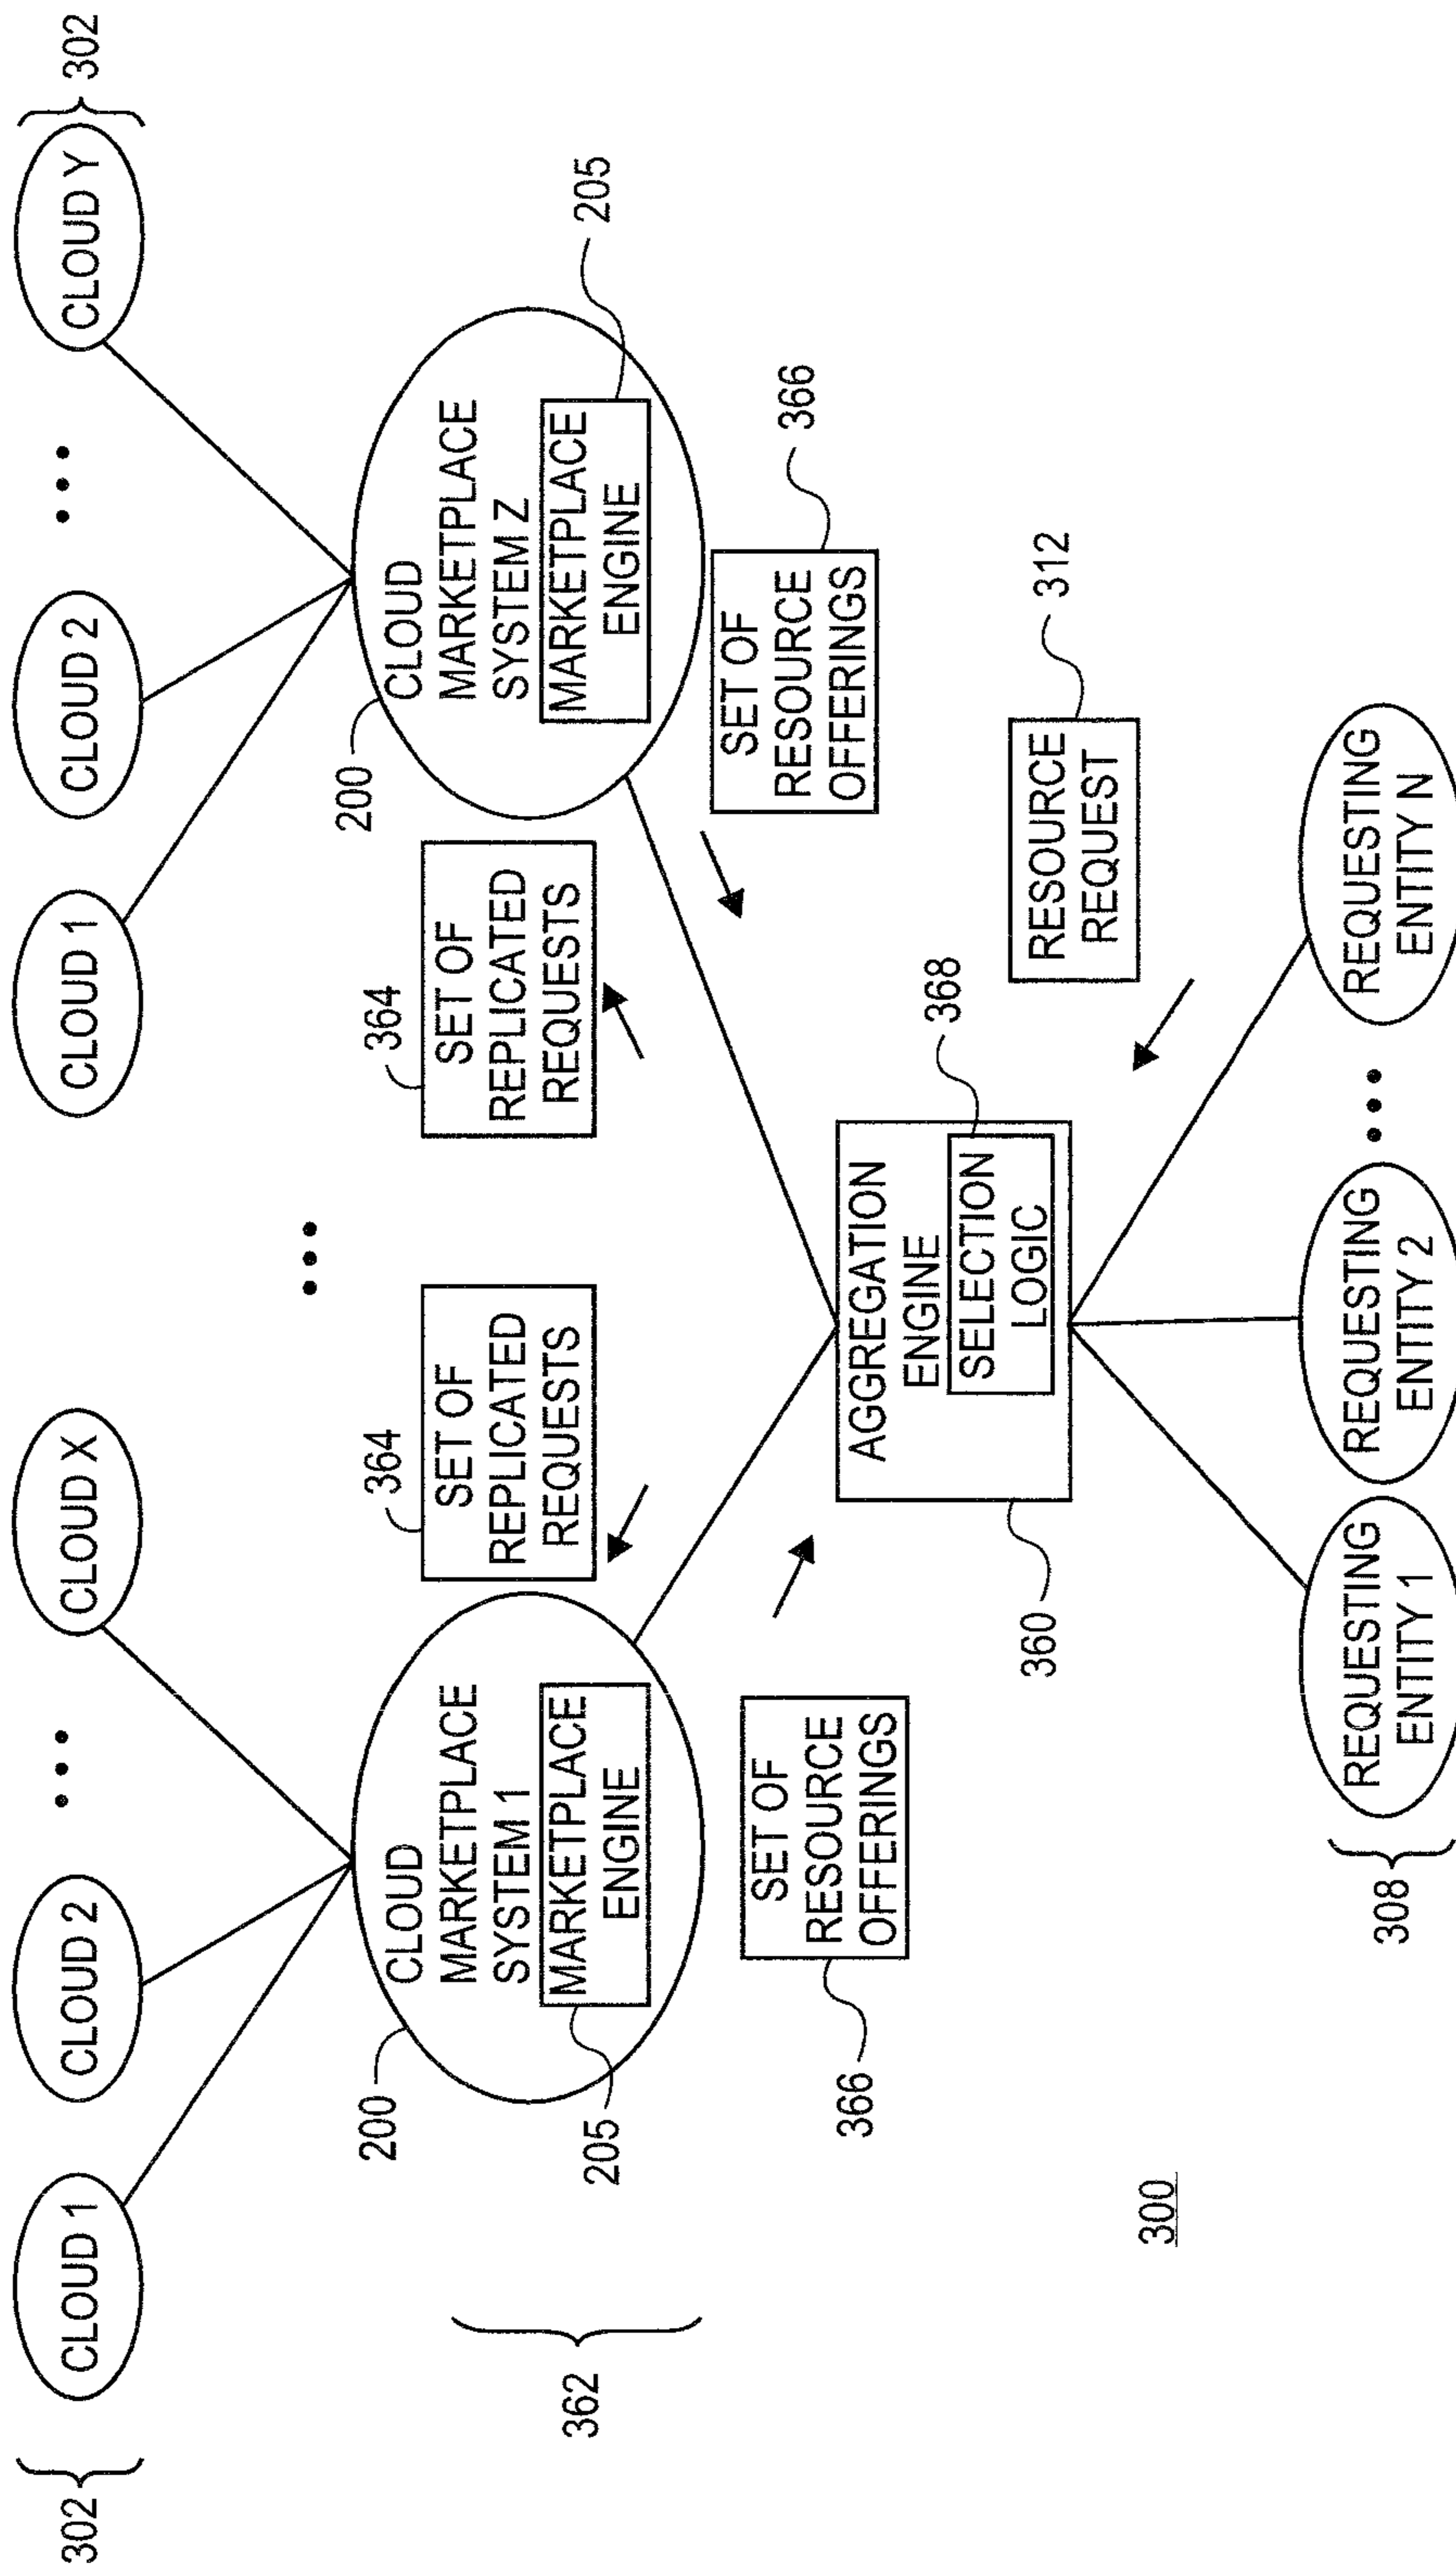 302
CLOUD 1
CLOUD 2
...
CLOUD X
CLOUD 1
CLOUD 2
...
CLOUD Y
302
...
362
200
CLOUD
MARKETPLACE
SYSTEM 1
MARKETPLACE
ENGINE
205
364
SET OF
REPLICATED
REQUESTS
364
SET OF
REPLICATED
REQUESTS
200
CLOUD
MARKETPLACE
SYSTEM Z
MARKETPLACE
ENGINE
205
SET OF
RESOURCE
OFFERINGS
366
SET OF
RESOURCE
OFFERINGS
366
AGGREGATION
ENGINE
SELECTION
LOGIC
368
360
RESOURCE
REQUEST
312
300
308
REQUESTING
ENTITY 1
REQUESTING
ENTITY 2
...
REQUESTING
ENTITY N